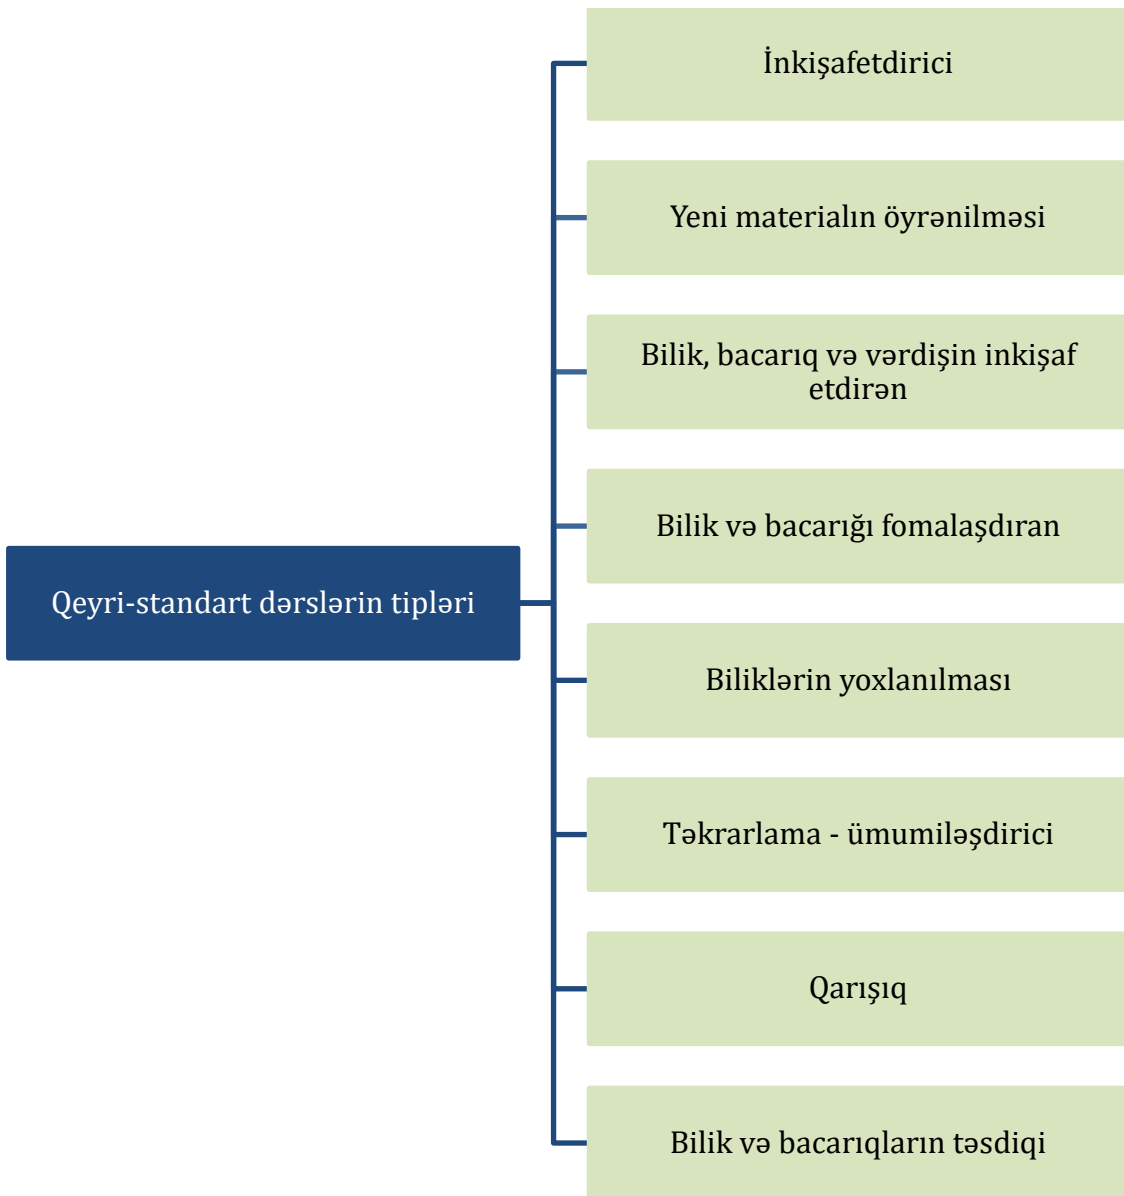 İnkişafetdirici
Yeni materialın öyrənilməsi
Bilik, bacarıq və vərdişin inkişaf
etdirən
Bilik və bacarığı fomalaşdıran
Qeyri-standart dərslərin tipləri
Biliklərin yoxlanılması
Təkrarlama - ümumiləşdirici
Qarışıq
Bilik və bacarıqların təsdiqi